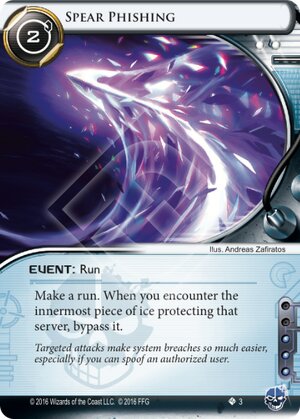 Spear Phishing
2
Illus. Andreas Zafiratos
EVENT: Run
Make a run. When you encounter the
innermost piece of ice protecting that
server, bypass it.
Targeted attacks make system breaches so much easier,
especially if you can spoof an authorized user.
© 2016 Wizards of the Coast LLC. © 2016 FFG
3